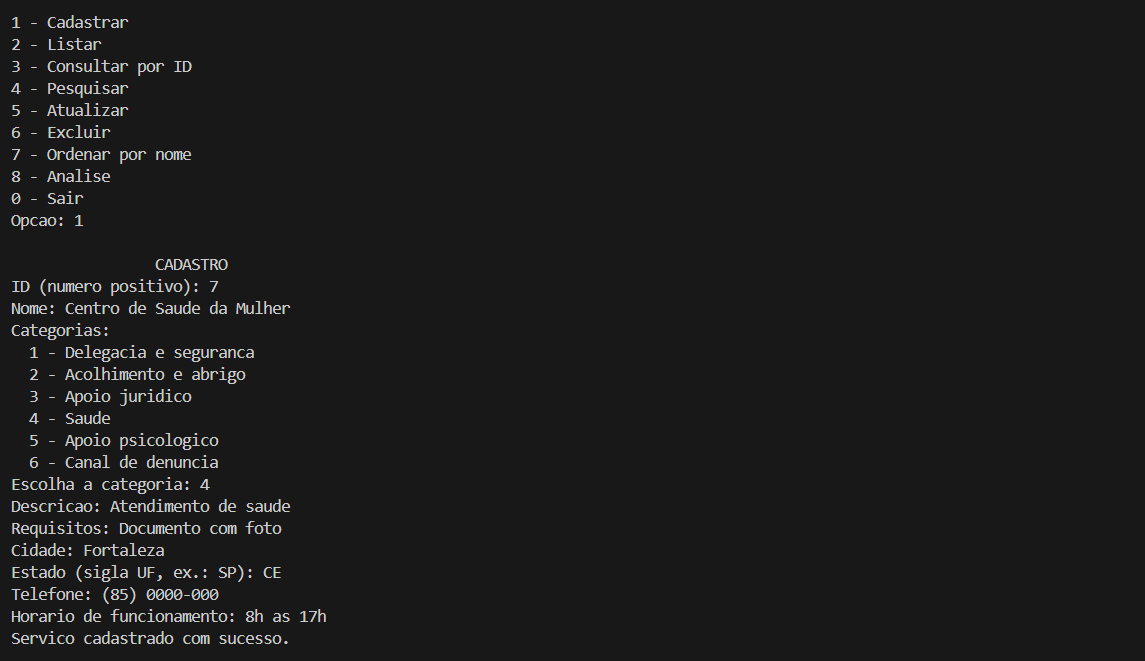 1 - Cadastrar
2 - Listar
3 - Consultar por ID
4 - Pesquisar
5 - Atualizar
6 - Excluir
7 - Ordenar por nome
8 - Analise
0 - Sair
Opcao: 1
CADASTRO
ID (numero positivo): 7
Nome: Centro de Saude da Mulher
Categorias:
1 - Delegacia e seguranca
2 - Acolhimento e abrigo
3 - Apoio juridico
4 - Saude
5 - Apoio psicologico
6 - Canal de denuncia
Escolha a categoria: 4
Descricao: Atendimento de saude
Requisitos: Documento com foto
Cidade: Fortaleza
Estado (sigla UF, ex.: SP): CE
Telefone: (85) 0000-000
Horario de funcionamento: 8h as 17h
Servico cadastrado com sucesso.